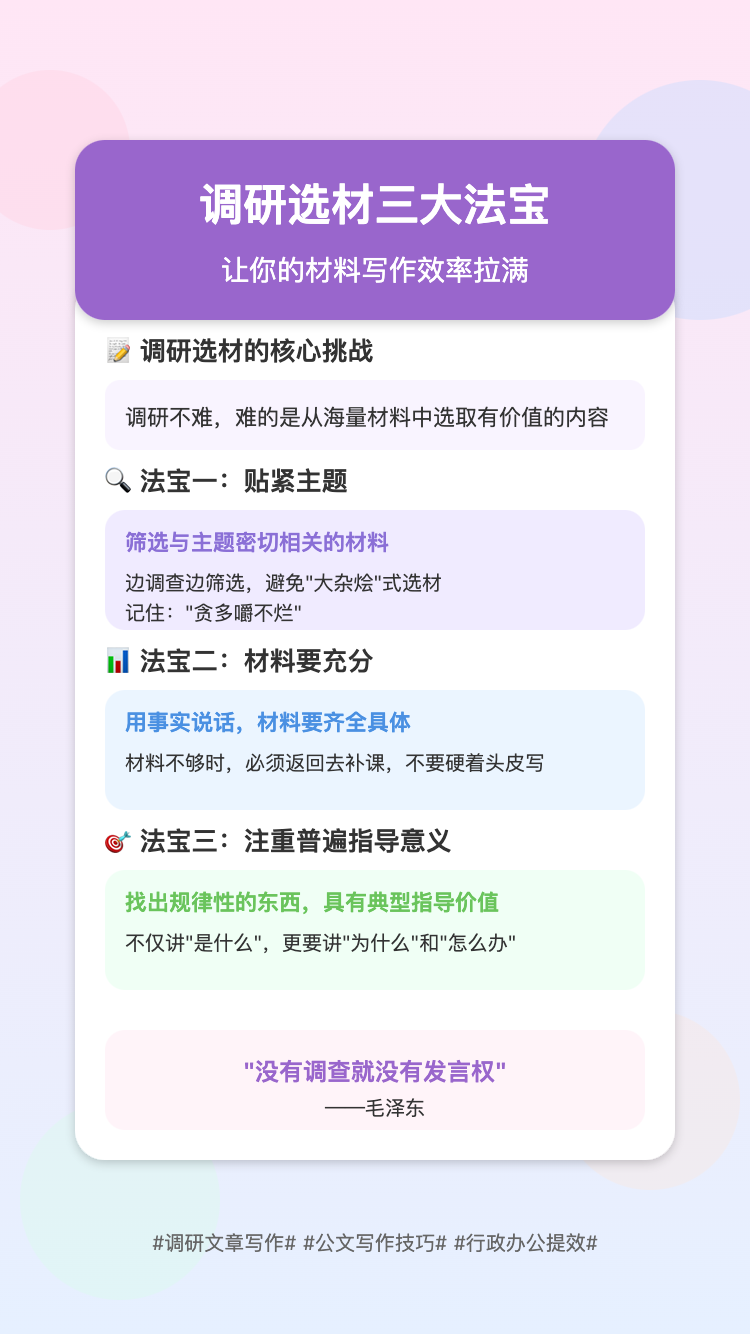 调研选材三大法宝
让你的材料写作效率拉满
📝 调研选材的核心挑战
调研不难，难的是从海量材料中选取有价值的内容
🔍 法宝一：贴紧主题
筛选与主题密切相关的材料
边调查边筛选，避免"大杂烩"式选材
记住："贪多嚼不烂"
📊 法宝二：材料要充分
用事实说话，材料要齐全具体
材料不够时，必须返回去补课，不要硬着头皮写
🎯 法宝三：注重普遍指导意义
找出规律性的东西，具有典型指导价值
不仅讲"是什么"，更要讲"为什么"和"怎么办"
"没有调查就没有发言权"
——毛泽东
#调研文章写作# #公文写作技巧# #行政办公提效#